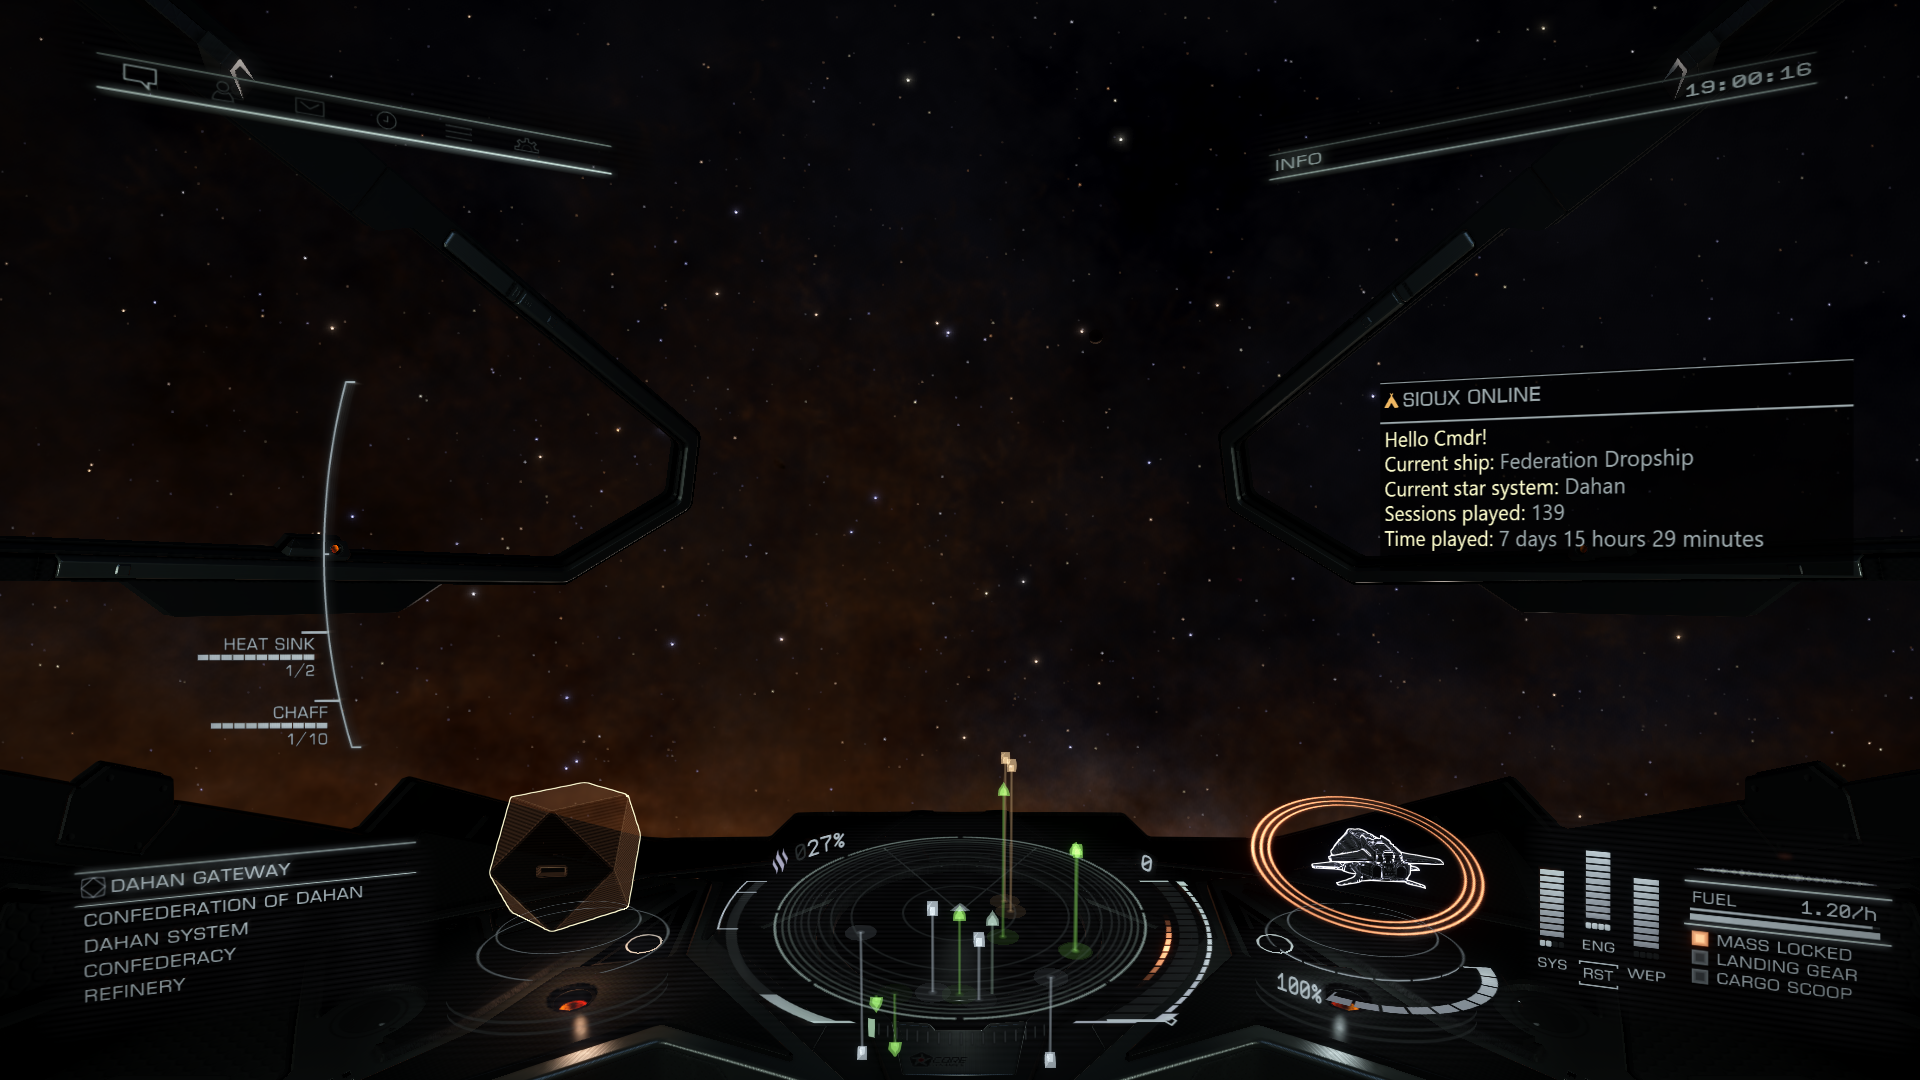 19:00:16
INFO
SIOUX ONLINE
Hello Cmdr!
Current ship: Federation Dropship
Current star system: Dahan
Sessions played: 139
Time played: 7 days 15 hours 29 minutes
HEAT SINK
1/2
CHAFF
1/10
DAHAN GATEWAY
CONFEDERATION OF DAHAN
DAHAN SYSTEM
CONFEDERACY
REFINERY
027%
0
100%
SYS
ENG
RST
WEP
FUEL
1.20/h
MASS LOCKED
LANDING GEAR
CARGO SCOOP
CORE